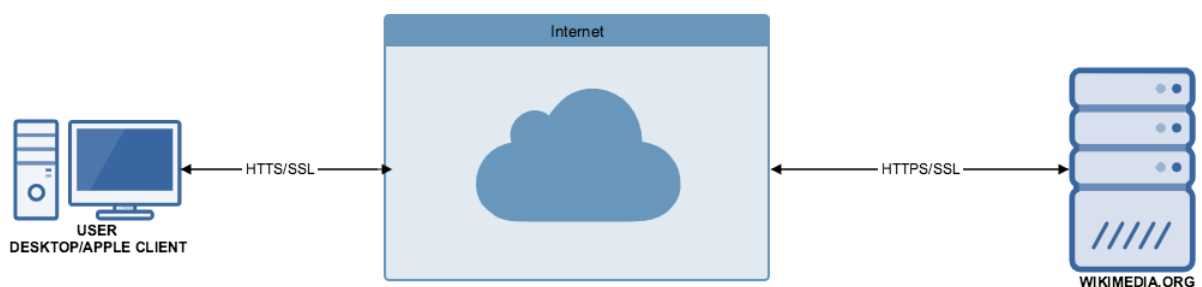 Internet
HTTS/SSL
HTTPS/SSL
USER
DESKTOP/APPLE CLIENT
WIKIMEDIA.ORG